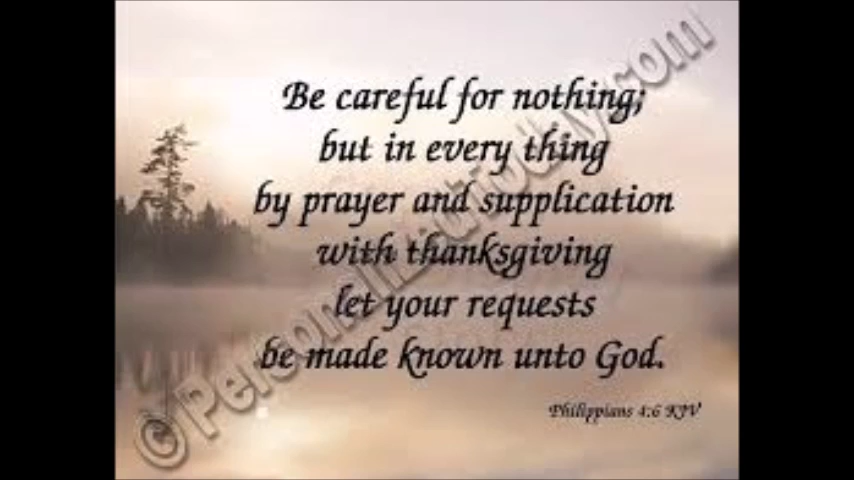 Be careful for nothing;
but in every thing
by prayer and supplication
with thanksgiving
let your requests
be made known unto God.
Philippians 4:6 KJV